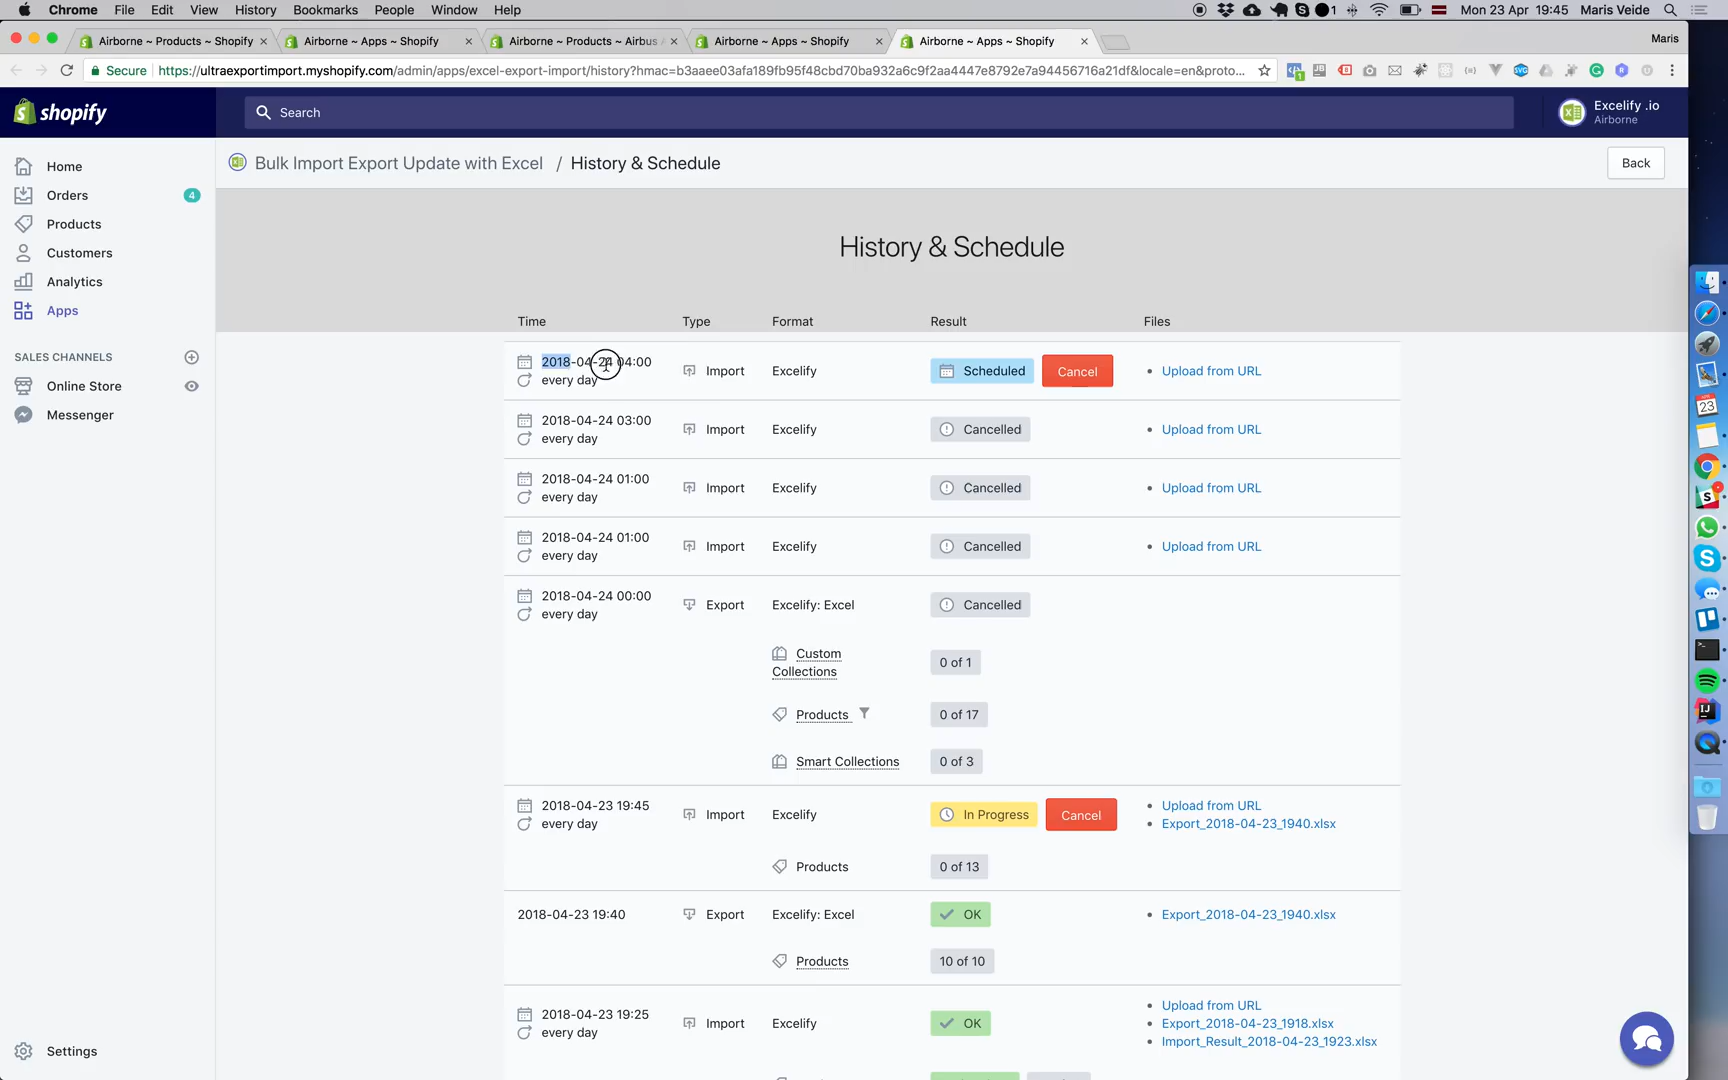 Chrome File Edit View History Bookmarks People Window Help
1 Mon 23 Apr 19:45 Maris Veide
Airborne ~ Products ~ Shopify
Airborne ~ Apps ~ Shopify
Airborne ~ Products ~ Airbus
Airborne ~ Apps ~ Shopify
Airborne ~ Apps ~ Shopify
Maris
Secure https://ultraexportimport.myshopify.com/admin/apps/excel-export-import/history?hmac=b3aaee03afa189fb95f48cbd70ba932a6c9f2aa4447e8792e7a94456716a21df&locale=en&proto...
shopify
Search
Excelify .io
Airborne
Home
Orders 4
Products
Customers
Analytics
Apps
SALES CHANNELS
Online Store
Messenger
Settings
Bulk Import Export Update with Excel / History & Schedule
Back
History & Schedule
Time Type Format Result Files
2018-04-24 04:00
every day
Import Excelify Scheduled Cancel Upload from URL
2018-04-24 03:00
every day
Import Excelify Cancelled Upload from URL
2018-04-24 01:00
every day
Import Excelify Cancelled Upload from URL
2018-04-24 01:00
every day
Import Excelify Cancelled Upload from URL
2018-04-24 00:00
every day
Export Excelify: Excel Cancelled
Custom
Collections
0 of 1
Products 0 of 17
Smart Collections 0 of 3
2018-04-23 19:45
every day
Import Excelify In Progress Cancel
Upload from URL
Export_2018-04-23_1940.xlsx
Products 0 of 13
2018-04-23 19:40 Export Excelify: Excel OK Export_2018-04-23_1940.xlsx
Products 10 of 10
2018-04-23 19:25
every day
Import Excelify OK
Upload from URL
Export_2018-04-23_1918.xlsx
Import_Result_2018-04-23_1923.xlsx